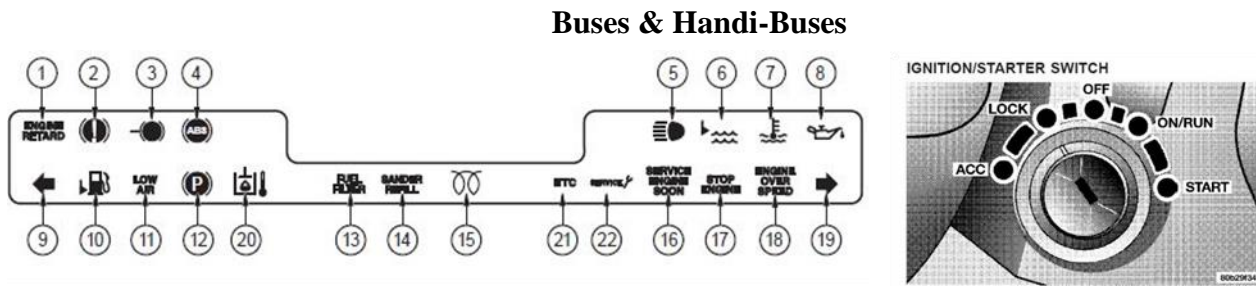 Buses & Handi-Buses
1 2 3 4 5 6 7 8
ENGINE RETARD
ABS
LOW AIR
P
FUEL FILTER
SANDER REFILL
ETC
SERVICE
SERVICE ENGINE SOON
STOP ENGINE
ENGINE OVER SPEED
9 10 11 12 20 13 14 15 21 22 16 17 18 19
IGNITION/STARTER SWITCH
OFF
LOCK
ON/RUN
ACC
START
80b29f34